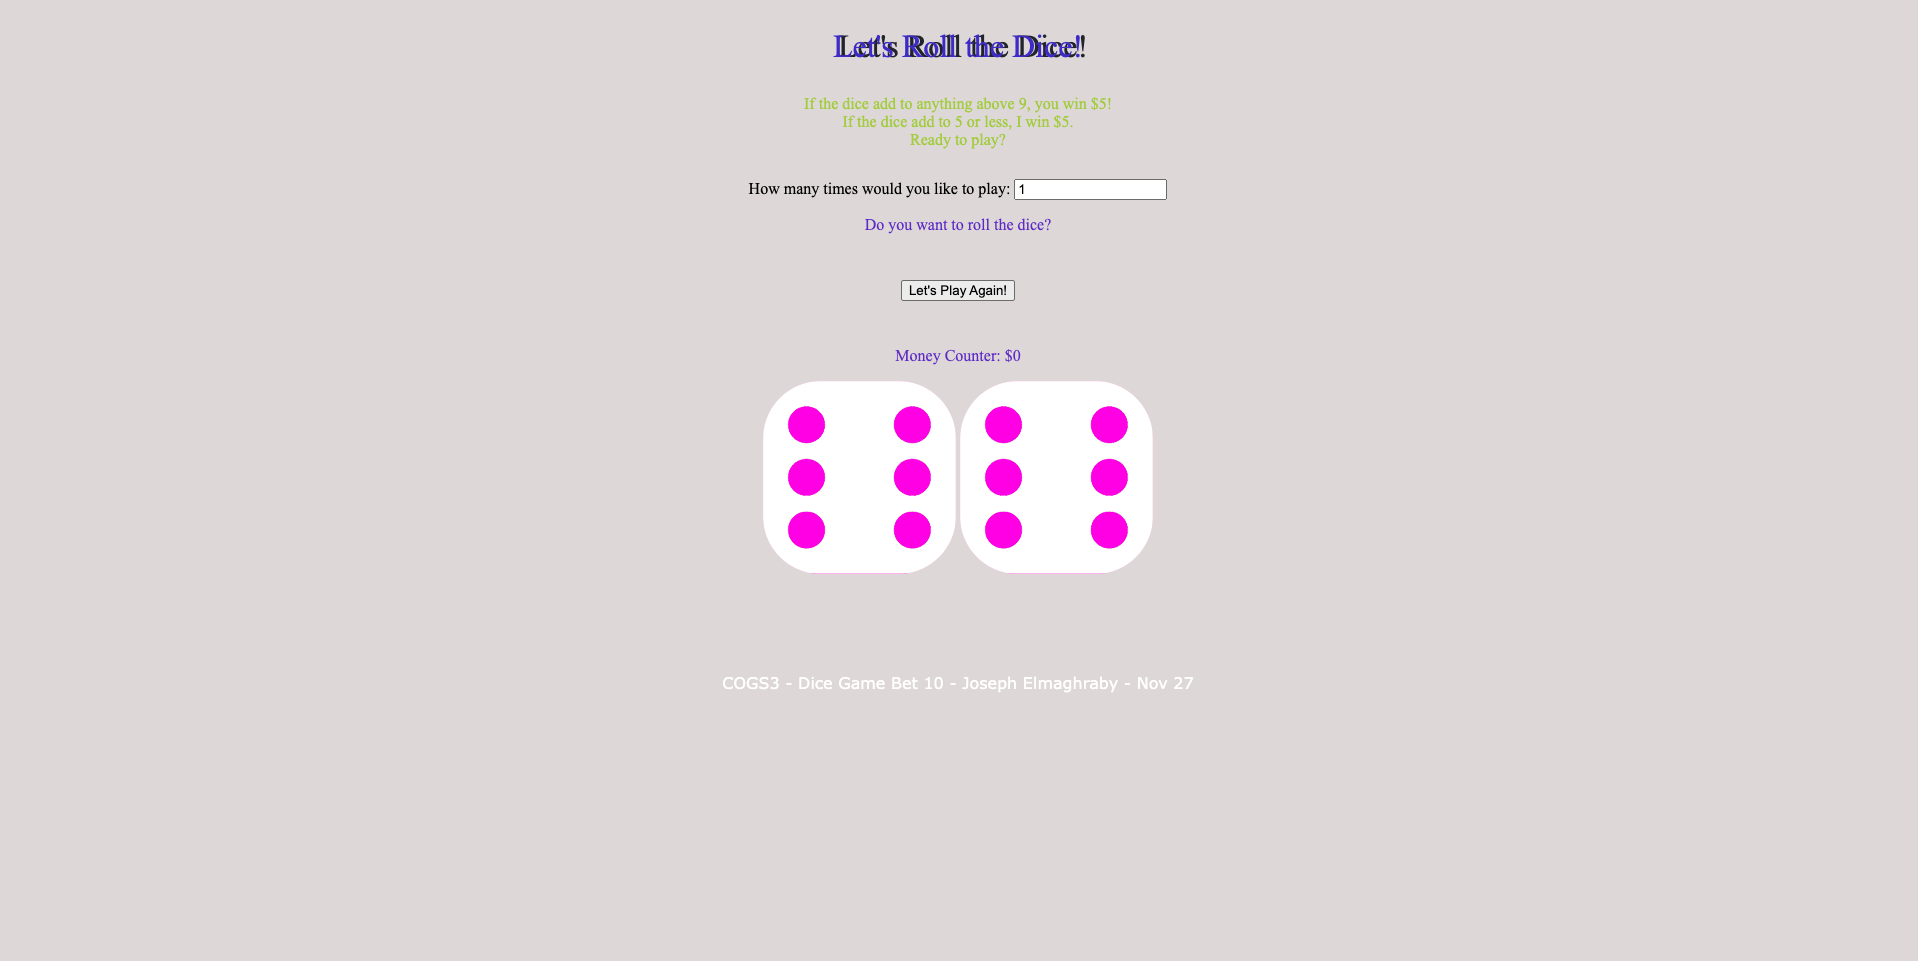 Let's Roll the Dice!
If the dice add to anything above 9, you win $5!
If the dice add to 5 or less, I win $5.
Ready to play?
How many times would you like to play: 1
Do you want to roll the dice?
Let's Play Again!
Money Counter: $0
COGS3 - Dice Game Bet 10 - Joseph Elmaghraby - Nov 27